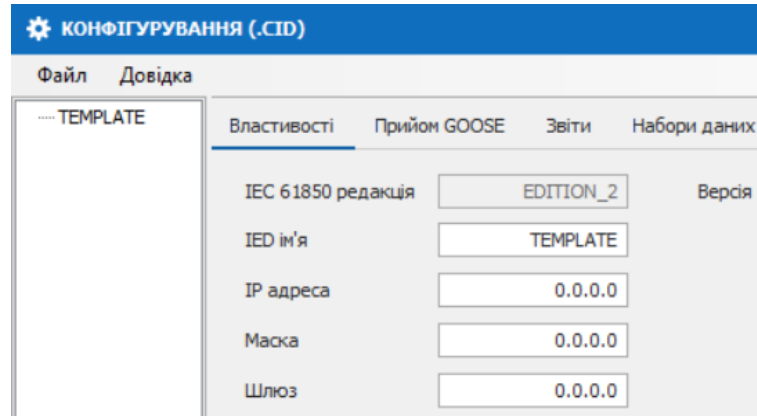 КОНФІГУРУВАННЯ (.CID)
Файл Довідка
TEMPLATE
Властивості Прийом GOOSE Звіти Набори даних
IEC 61850 редакція EDITION_2 Версія
IED ім'я TEMPLATE
IP адреса 0.0.0.0
Маска 0.0.0.0
Шлюз 0.0.0.0